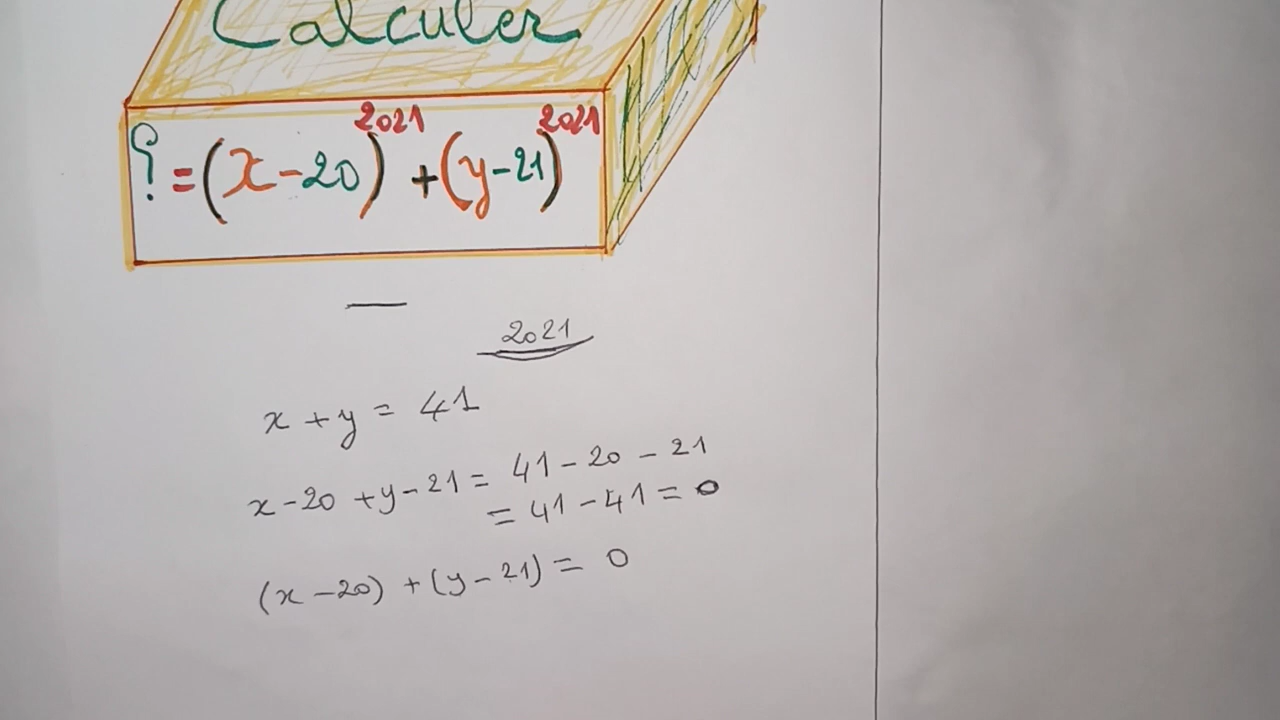 Calculer
? = (x-20)^2021 + (y-21)^2021
2021
x + y = 41
x-20 + y-21 = 41-20-21
= 41-41 = 0
(x-20) + (y-21) = 0